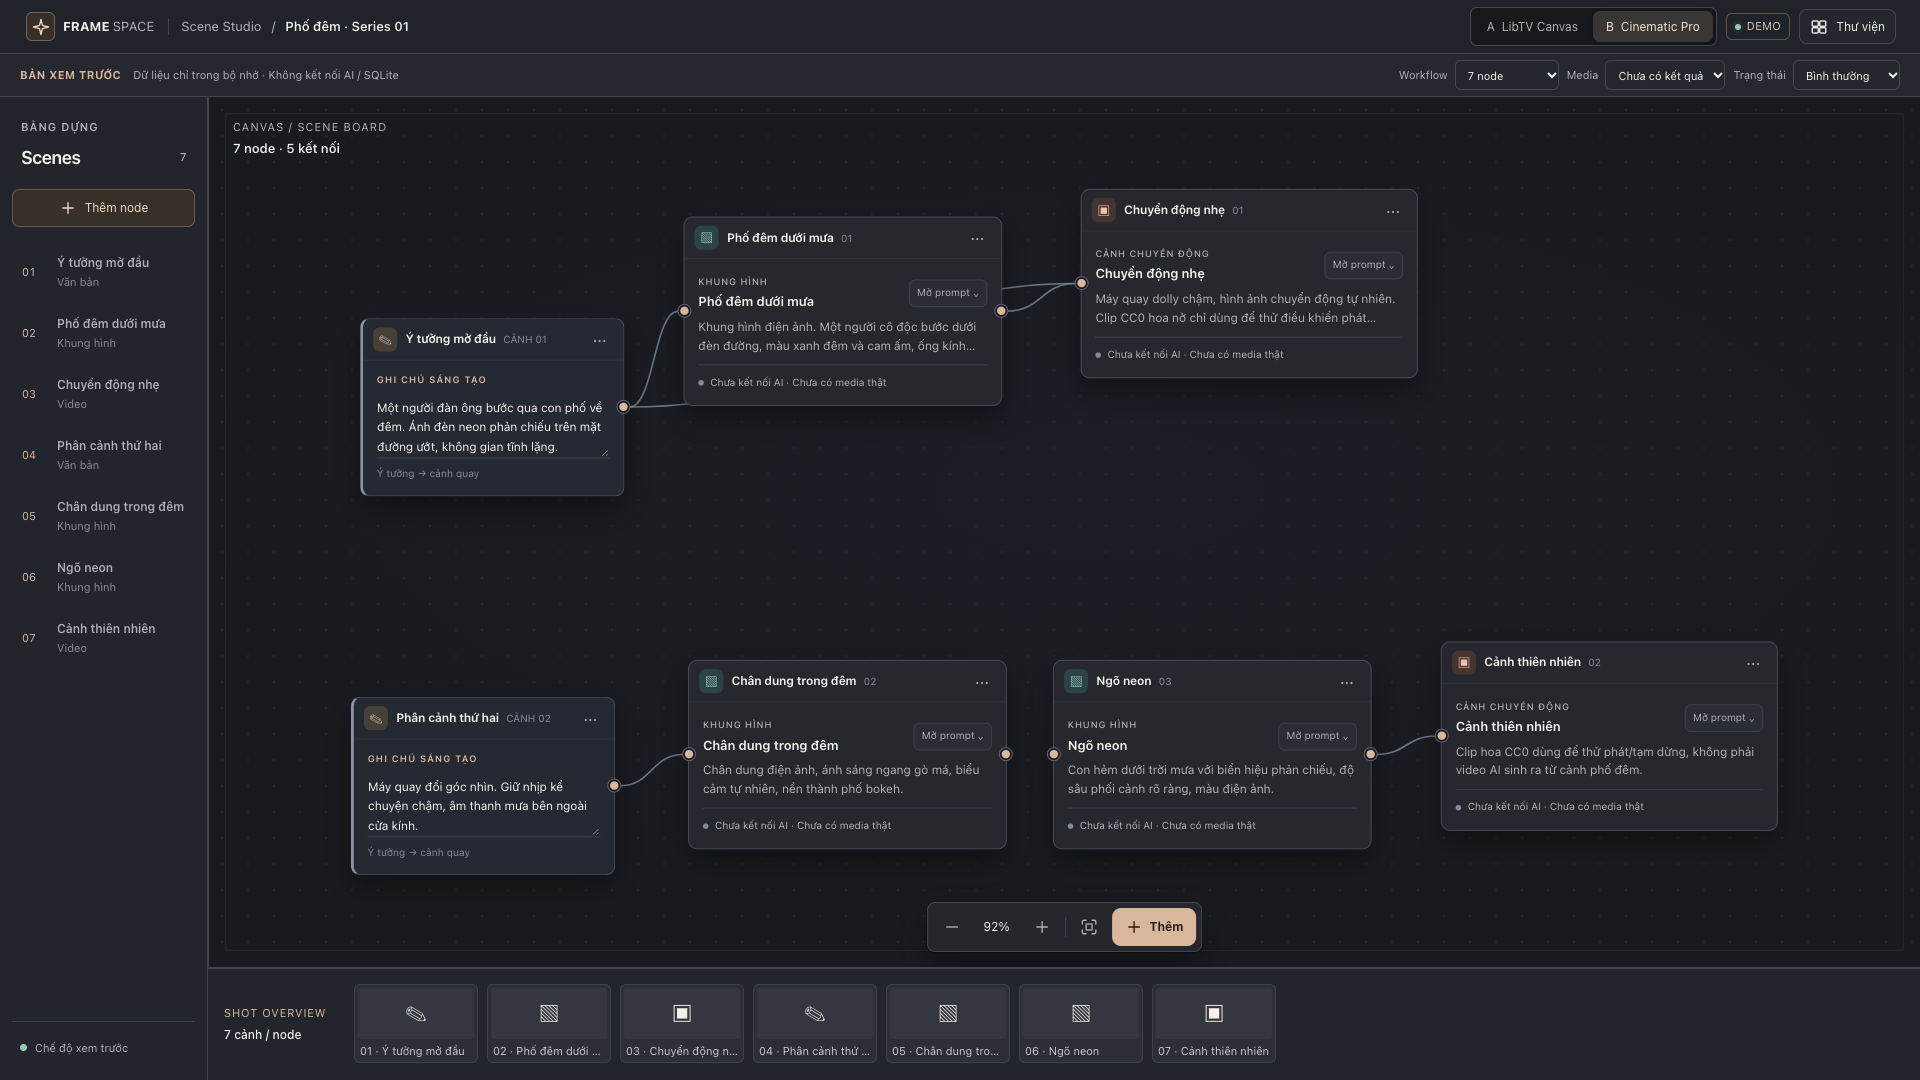 FRAME SPACE
Scene Studio / Phố đêm · Series 01
A LibTV Canvas
B Cinematic Pro
DEMO
Thư viện
BẢN XEM TRƯỚC Dữ liệu chỉ trong bộ nhớ · Không kết nối AI / SQLite
Workflow 7 node Media Chưa có kết quả Trạng thái Bình thường
BẢNG DỰNG
Scenes 7
+ Thêm node
01 Ý tưởng mở đầu
Văn bản
02 Phố đêm dưới mưa
Khung hình
03 Chuyển động nhẹ
Video
04 Phân cảnh thứ hai
Văn bản
05 Chân dung trong đêm
Khung hình
06 Ngõ neon
Khung hình
07 Cảnh thiên nhiên
Video
Chế độ xem trước
CANVAS / SCENE BOARD
7 node · 5 kết nối
Ý tưởng mở đầu CẢNH 01 ...
GHI CHÚ SÁNG TẠO
Một người đàn ông bước qua con phố về
đêm. Ánh đèn neon phản chiếu trên mặt
đường ướt, không gian tĩnh lặng.
Ý tưởng → cảnh quay
Phố đêm dưới mưa 01 ...
KHUNG HÌNH
Phố đêm dưới mưa
Mở prompt
Khung hình điện ảnh. Một người cô độc bước dưới
đèn đường, màu xanh đêm và cam ấm, ống kính...
Chưa kết nối AI · Chưa có media thật
Chuyển động nhẹ 01 ...
CẢNH CHUYỂN ĐỘNG
Chuyển động nhẹ
Mở prompt
Máy quay dolly chậm, hình ảnh chuyển động tự nhiên.
Clip CC0 hoa nở chỉ dùng để thử điều khiển phát...
Chưa kết nối AI · Chưa có media thật
Phân cảnh thứ hai CẢNH 02 ...
GHI CHÚ SÁNG TẠO
Máy quay đổi góc nhìn. Giữ nhịp kể
chuyện chậm, âm thanh mưa bên ngoài
cửa kính.
Ý tưởng → cảnh quay
Chân dung trong đêm 02 ...
KHUNG HÌNH
Chân dung trong đêm
Mở prompt
Chân dung điện ảnh, ánh sáng ngang gò má, biểu
cảm tự nhiên, nền thành phố bokeh.
Chưa kết nối AI · Chưa có media thật
Ngõ neon 03 ...
KHUNG HÌNH
Ngõ neon
Mở prompt
Con hẻm dưới trời mưa với biển hiệu phản chiếu, độ
sâu phối cảnh rõ ràng, màu điện ảnh.
Chưa kết nối AI · Chưa có media thật
Cảnh thiên nhiên 02 ...
CẢNH CHUYỂN ĐỘNG
Cảnh thiên nhiên
Mở prompt
Clip hoa CC0 dùng để thử phát/tạm dừng, không phải
video AI sinh ra từ cảnh phố đêm.
Chưa kết nối AI · Chưa có media thật
− 92% + + Thêm
SHOT OVERVIEW
7 cảnh / node
01 · Ý tưởng mở đầu
02 · Phố đêm dưới ...
03 · Chuyển động n...
04 · Phân cảnh thứ ...
05 · Chân dung tro...
06 · Ngõ neon
07 · Cảnh thiên nhiên